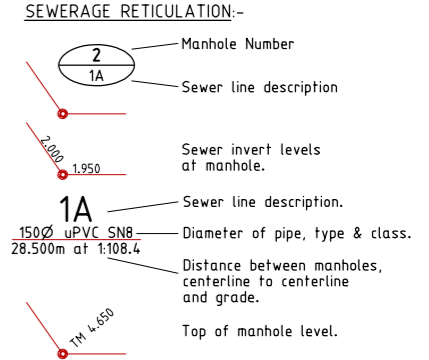 SEWERAGE RETICULATION:-
2
Manhole Number
1A
Sewer line description
2.000
1.950
Sewer invert levels
at manhole.
1A
Sewer line description.
150Ø uPVC SN8
Diameter of pipe, type & class.
28.500m at 1:108.4
Distance between manholes,
centerline to centerline
and grade.
TM 4.650
Top of manhole level.